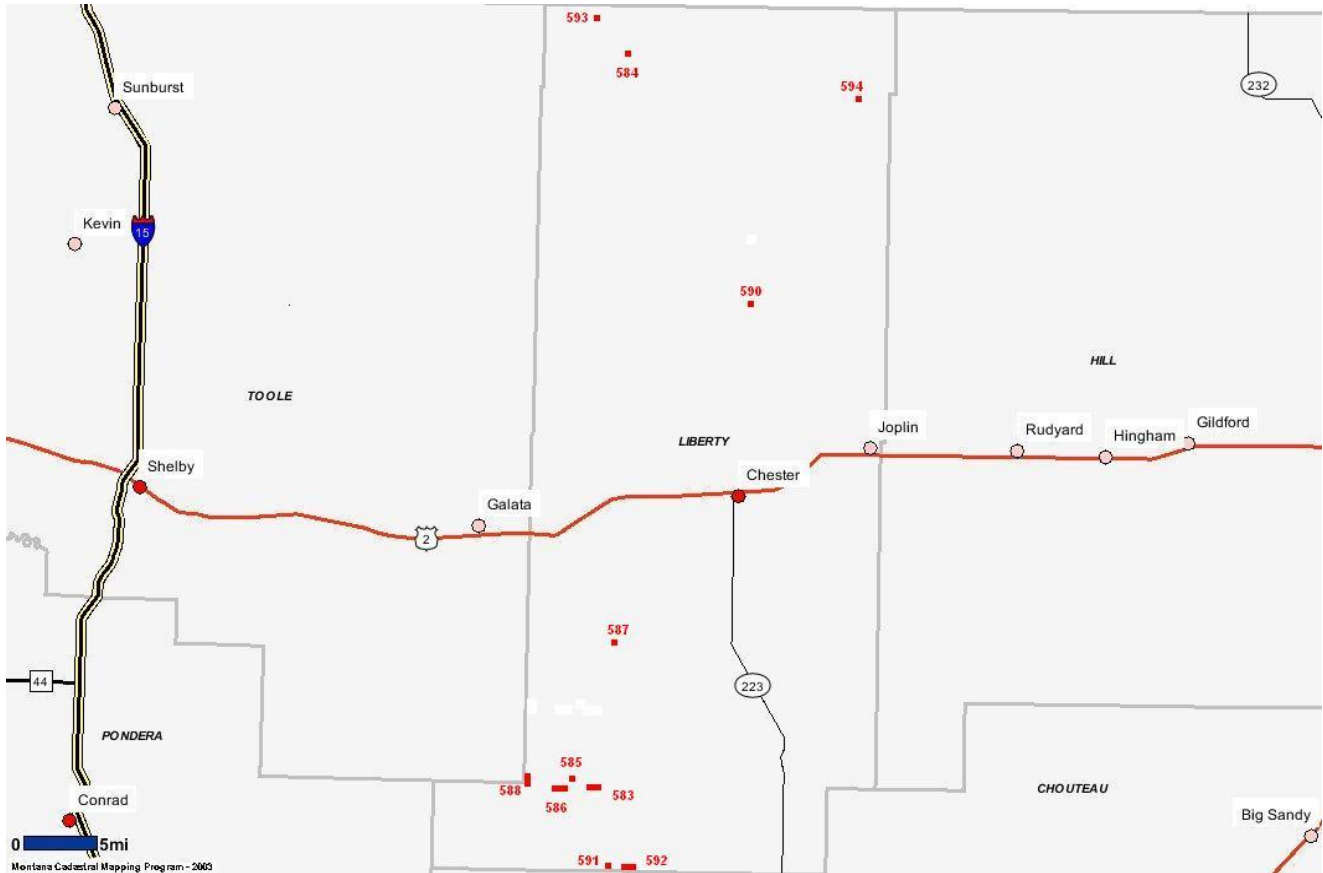 593
584
594
232
Sunburst
Kevin
15
590
TOOLE
HILL
LIBERTY
Joplin
Rudyard
Hingham
Gildford
Shelby
Chester
Galata
2
587
44
223
PONDERA
585
588
586
583
CHOUTEAU
Conrad
Big Sandy
0 5mi
591
592
Montana Cadastral Mapping Program - 2003